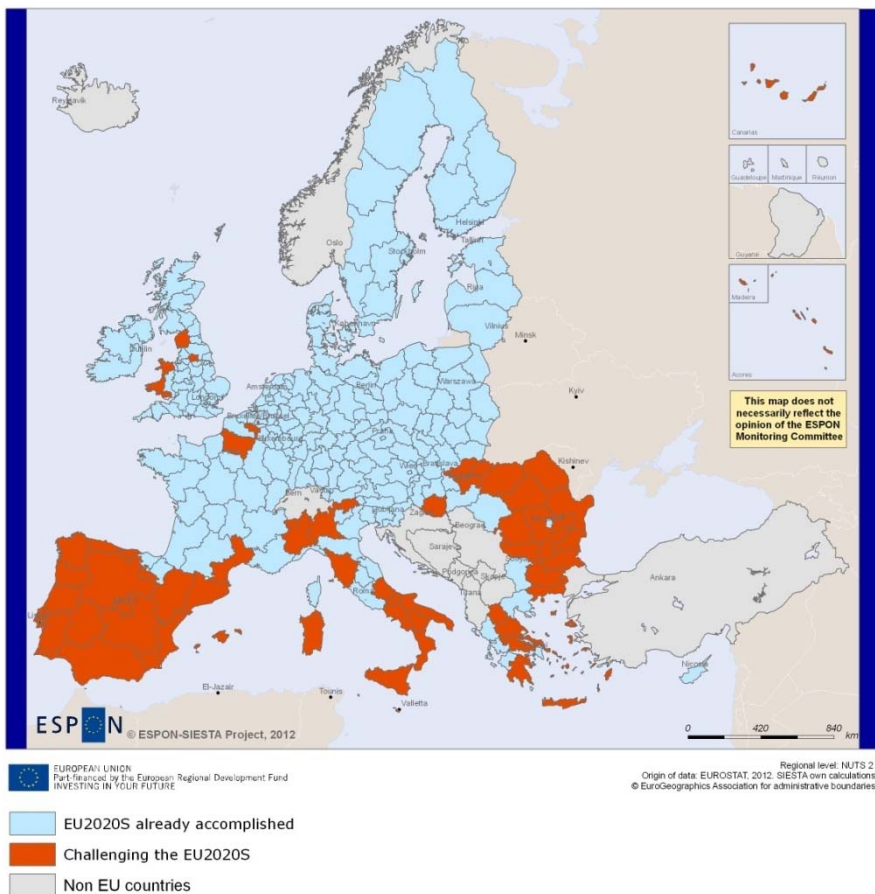 Reykjavik
Canarias
Guadeloupe
Martinique
Réunion
Helsinki
Oslo
Tallinn
Stockholm
Guyane
Riga
Madeira
København
Dublin
Vilnius
Minsk
Acores
London
Amsterdam
Berlin
Warszawa
This map does not
necessarily reflect the
opinion of the ESPON
Monitoring Committee
Kyiv
Luxembourg
Praha
Bratislava
Kishinev
Bern
Vaduz
Ljubljana
Zagreb
Beograd
Podgorica
Skopje
Ankara
Roma
Nicosia
El-Jazair
Tounis
Valletta
ESPON © ESPON-SIESTA Project, 2012
0 420 840
km
EUROPEAN UNION
Part-financed by the European Regional Development Fund
INVESTING IN YOUR FUTURE
Regional level: NUTS 2
Origin of data: EUROSTAT, 2012. SIESTA own calculations
© EuroGeographics Association for administrative boundaries
EU2020S already accomplished
Challenging the EU2020S
Non EU countries